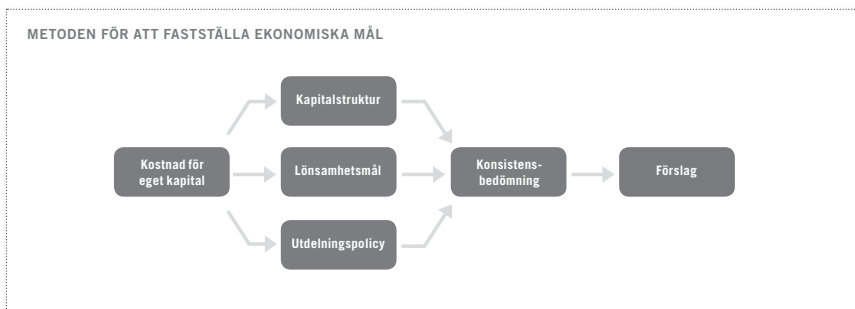 METODEN FÖR ATT FASTSTÄLLA EKONOMISKA MÅL
Kapitalstruktur
Kostnad för
eget kapital
Lönsamhetsmål
Konsistens-
bedömning
Förslag
Utdelningspolicy